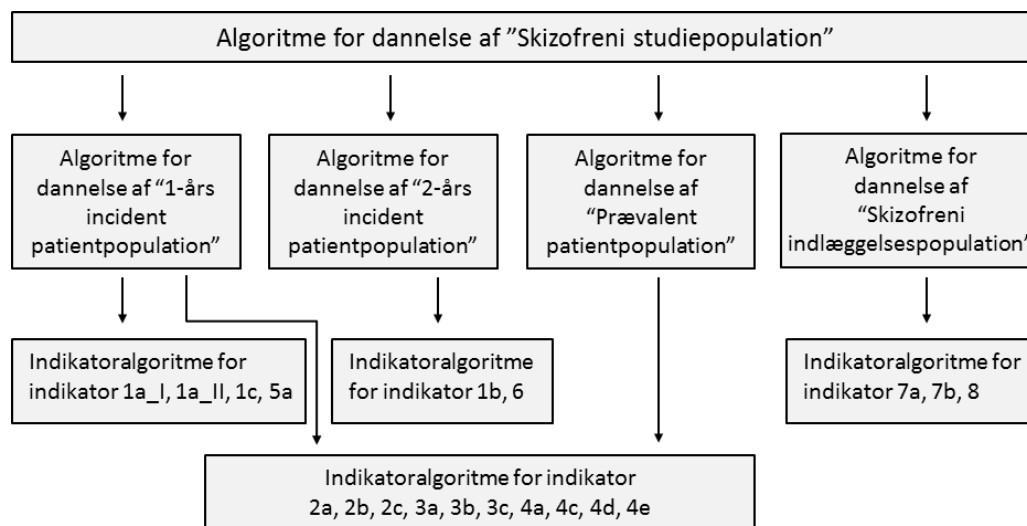 Algoritme for dannelse af ”Skizofreni studiepopulation”
Algoritme for
dannelse af “1-års
incident
patientpopulation”
Algoritme for
dannelse af “2-års
incident
patientpopulation”
Algoritme for
dannelse af
“Prævalent
patientpopulation”
Algoritme for
dannelse af
“Skizofreni
indlæggelsespopulation”
Indikatoralgoritme for
indikator 1a_I, 1a_II, 1c, 5a
Indikatoralgoritme
for indikator 1b, 6
Indikatoralgoritme for
indikator 7a, 7b, 8
Indikatoralgoritme for indikator
2a, 2b, 2c, 3a, 3b, 3c, 4a, 4c, 4d, 4e